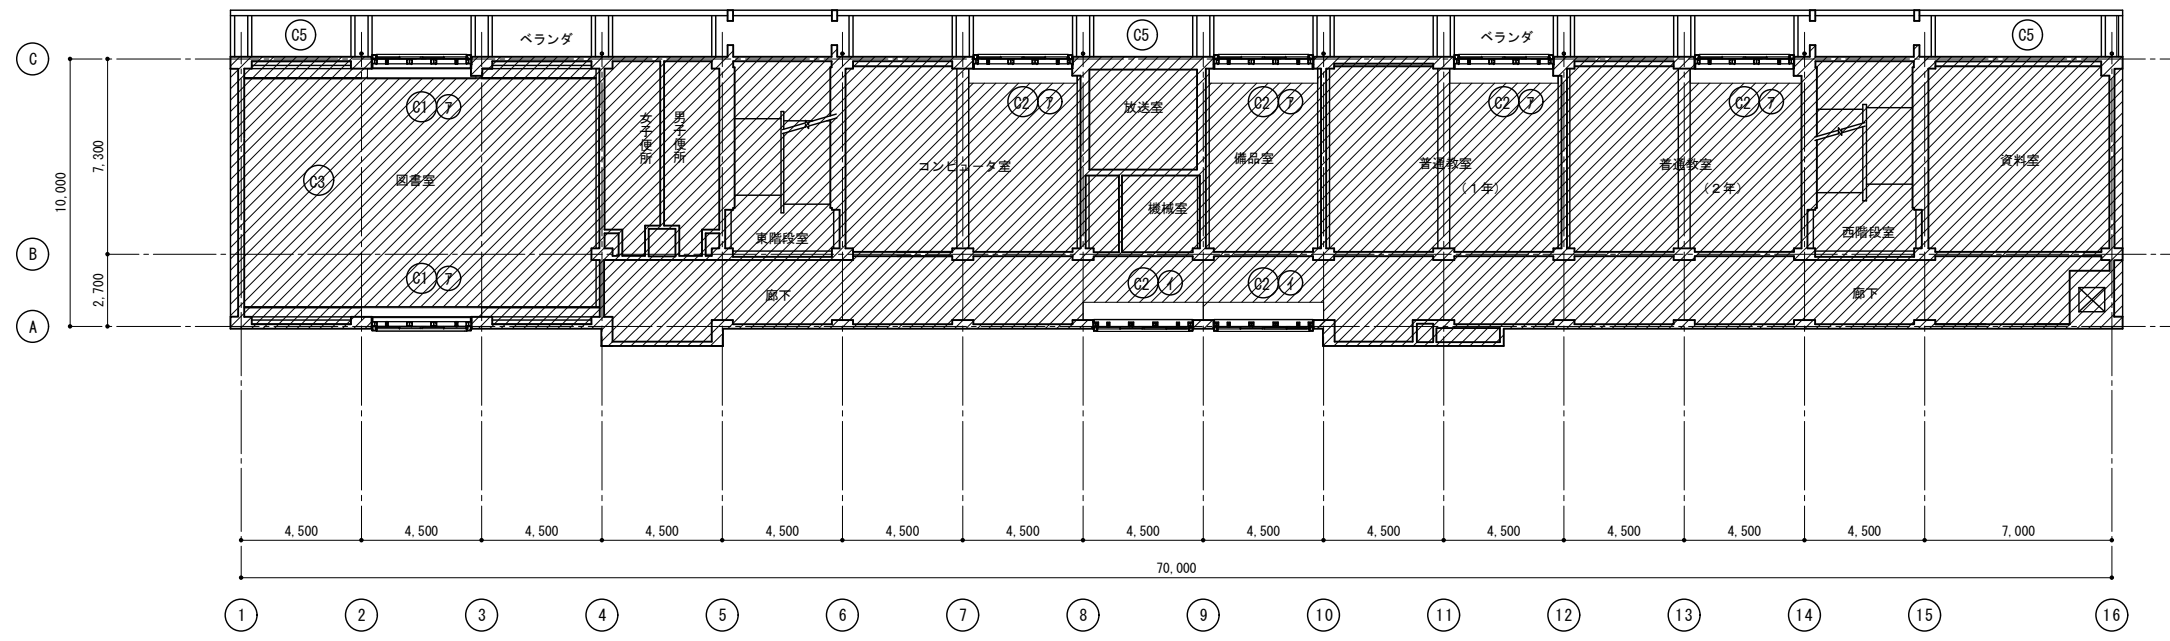 C5
ベランダ
C5
ベランダ
C5
C
C1 ア
C2 ア
放送室
C2 ア
C2 ア
C2 ア
女子便所
男子便所
7,300
10,000
C3
図書室
コンピュータ室
備品室
普通教室
(1年)
普通教室
(2年)
資料室
機械室
東階段室
西階段室
B
2,700
C1 ア
廊下
C2 イ
C2 イ
廊下
A
4,500 4,500 4,500 4,500 4,500 4,500 4,500 4,500 4,500 4,500 4,500 4,500 4,500 4,500 7,000
70,000
1 2 3 4 5 6 7 8 9 10 11 12 13 14 15 16